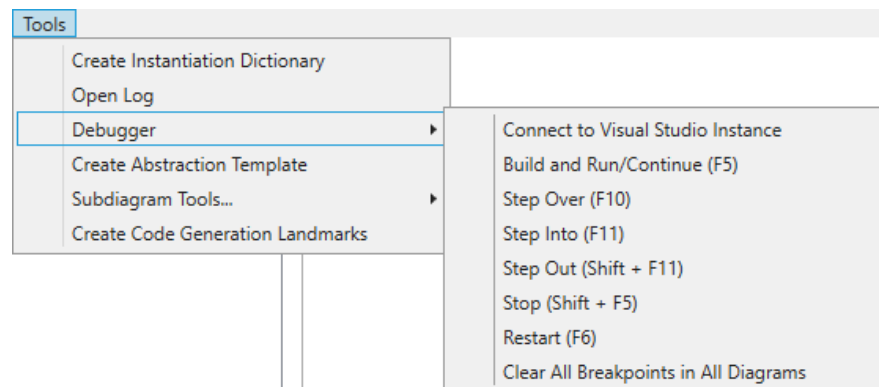 Tools
Create Instantiation Dictionary
Open Log
Debugger
Create Abstraction Template
Subdiagram Tools...
Create Code Generation Landmarks
Connect to Visual Studio Instance
Build and Run/Continue (F5)
Step Over (F10)
Step Into (F11)
Step Out (Shift + F11)
Stop (Shift + F5)
Restart (F6)
Clear All Breakpoints in All Diagrams